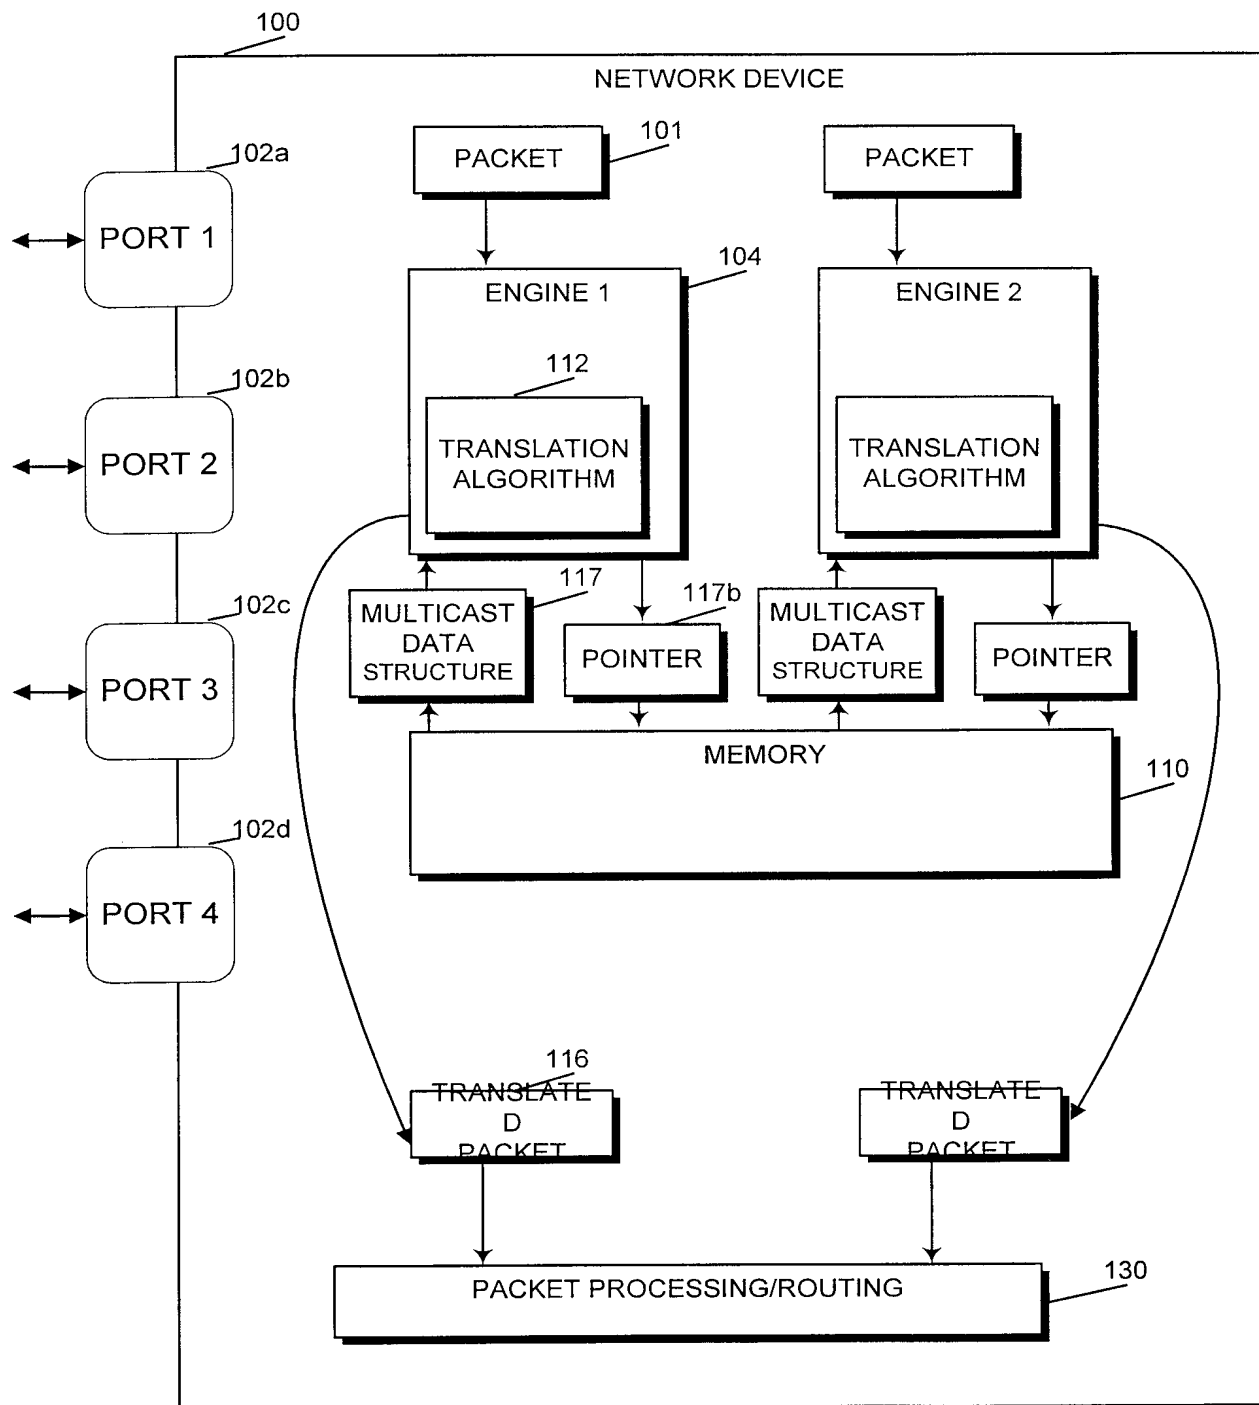 100
NETWORK DEVICE
102a
101
PACKET
PACKET
PORT 1
104
ENGINE 1
ENGINE 2
112
102b
TRANSLATION
ALGORITHM
TRANSLATION
ALGORITHM
PORT 2
117
117b
102c
MULTICAST
DATA
STRUCTURE
POINTER
MULTICAST
DATA
STRUCTURE
POINTER
PORT 3
MEMORY
110
102d
PORT 4
116
TRANSLATE
D
PACKET
TRANSLATE
D
PACKET
PACKET PROCESSING/ROUTING
130